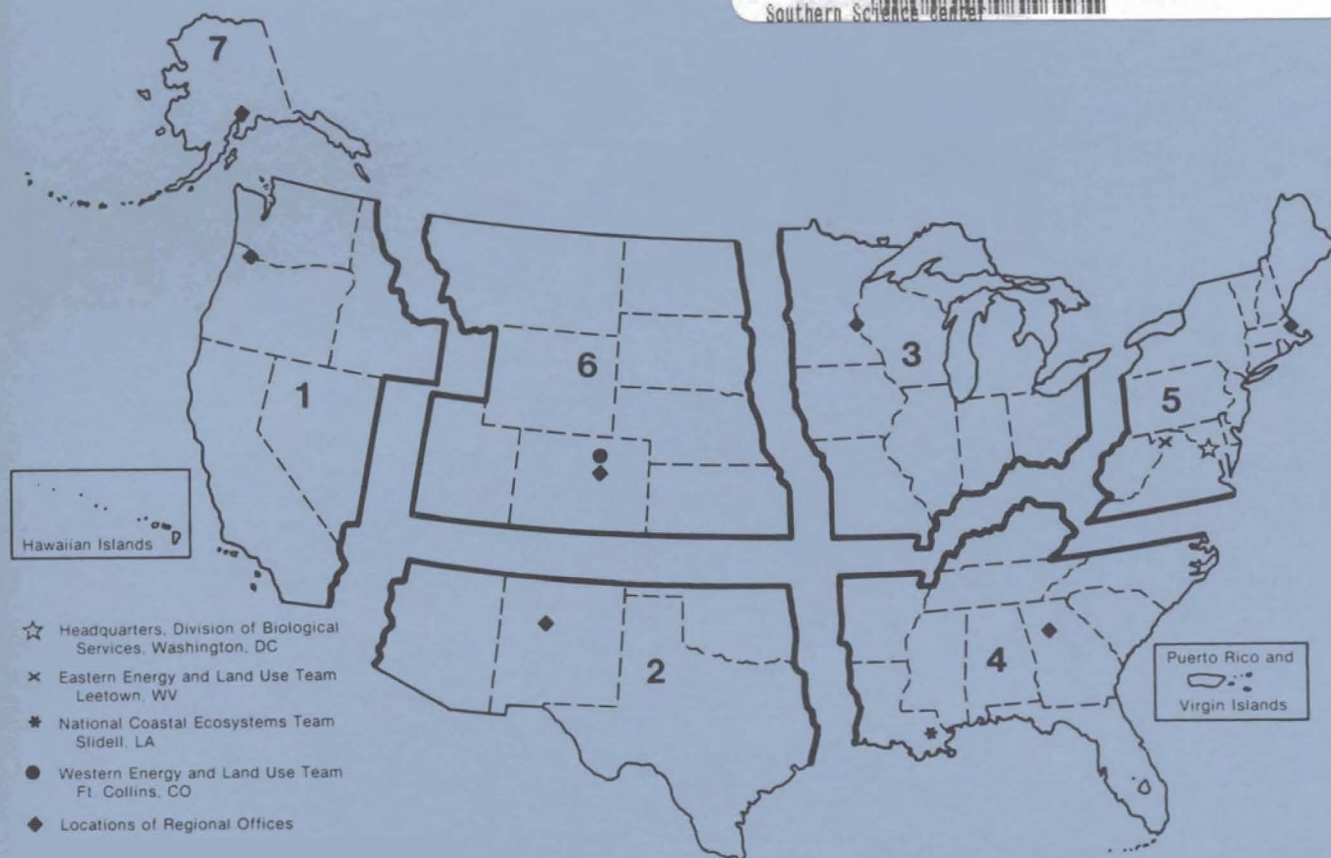 Southern Science Center
7
6
3
1
5
Hawaiian Islands
2
4
Puerto Rico and
Virgin Islands
☆ Headquarters, Division of Biological
Services, Washington, DC
× Eastern Energy and Land Use Team
Leetown, WV
* National Coastal Ecosystems Team
Slidell, LA
● Western Energy and Land Use Team
Ft. Collins, CO
◆ Locations of Regional Offices